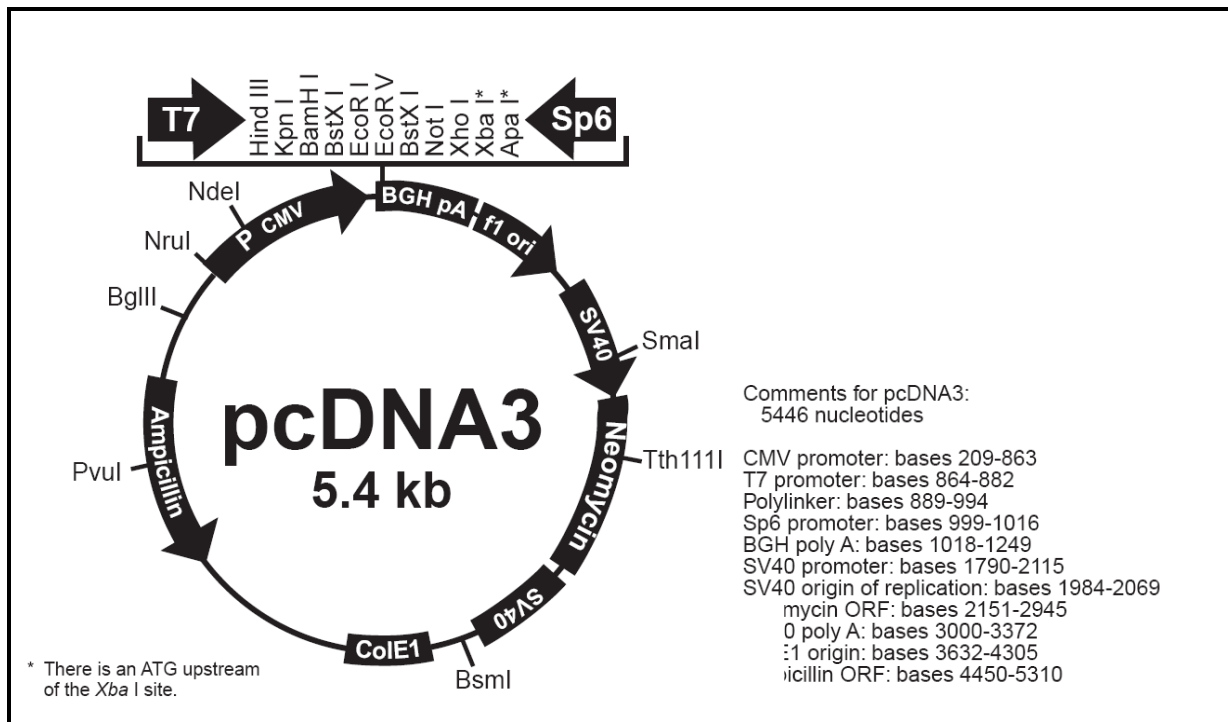 T7
Hind III
Kpn I
BamH I
BstX I
EcoR I
EcoR V
BstX I
Not I
Xho I
Xba I*
Apa I*
Sp6
NdeI
NruI
BglII
PvuI
P CMV
BGH pA
f1 ori
SV40
SmaI
Neomycin
Tth111I
SV40
BsmI
ColE1
Ampicillin
pcDNA3
5.4 kb
Comments for pcDNA3:
5446 nucleotides
CMV promoter: bases 209-863
T7 promoter: bases 864-882
Polylinker: bases 889-994
Sp6 promoter: bases 999-1016
BGH poly A: bases 1018-1249
SV40 promoter: bases 1790-2115
SV40 origin of replication: bases 1984-2069
mycin ORF: bases 2151-2945
0 poly A: bases 3000-3372
E1 origin: bases 3632-4305
icillin ORF: bases 4450-5310
* There is an ATG upstream
of the Xba I site.